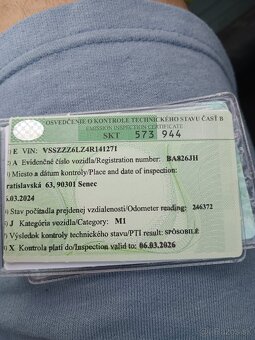 OSVEDČENIE O KONTROLE TECHNICKÉHO STAVU ČASŤ B
EMISSION INSPECTION CERTIFICATE
SKT 573 944
E VIN: VSSZZZ6LZ4R141271
A Evidenčné číslo vozidla/Registration number: BA826JH
Miesto a dátum kontroly/Place and date of inspection:
ratislavská 63, 90301 Senec
.03.2024
Stav počítadla prejdenej vzdialenosti/Odometer reading: 246372
J Kategória vozidla/Category: M1
Výsledok kontroly technického stavu/PTI result: SPÔSOBILÉ
X Kontrola platí do/Inspection valid to: 06.03.2026